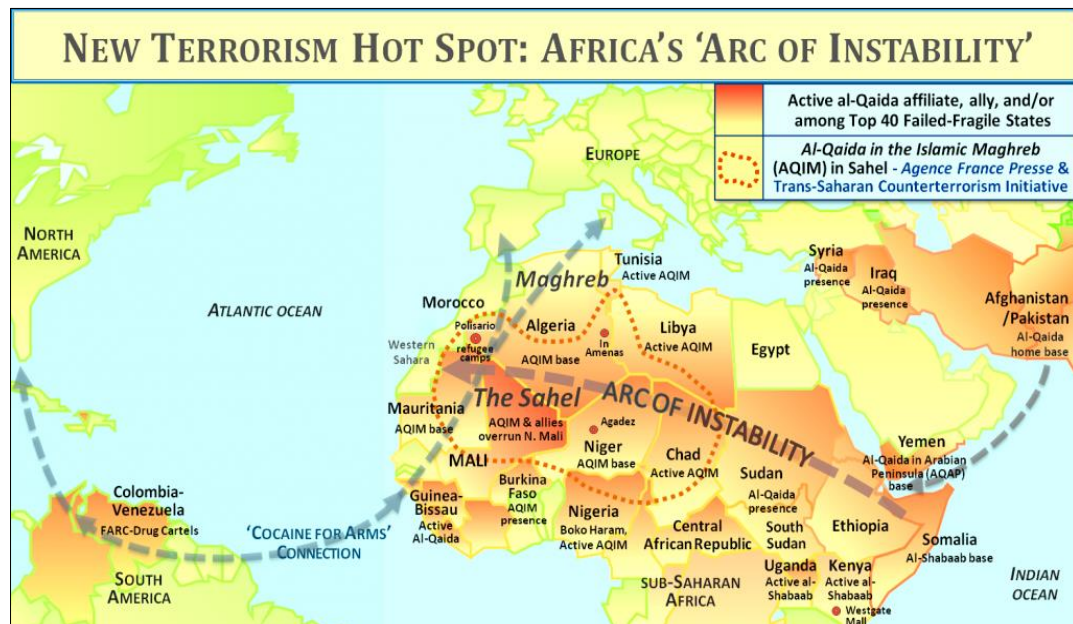 NEW TERRORISM HOT SPOT: AFRICA'S 'ARC OF INSTABILITY'
Active al-Qaida affiliate, ally, and/or
among Top 40 Failed-Fragile States
Al-Qaida in the Islamic Maghreb
(AQIM) in Sahel - Agence France Presse &
Trans-Saharan Counterterrorism Initiative
EUROPE
NORTH
AMERICA
ATLANTIC OCEAN
Maghreb
Tunisia
Active AQIM
Syria
Al-Qaida
presence
Iraq
Al-Qaida
presence
Afghanistan
/Pakistan
Al-Qaida
home base
Morocco
Polisario
refugee
camps
Western
Sahara
Algeria
AQIM base
In
Amenas
Libya
Active AQIM
Egypt
The Sahel
ARC OF INSTABILITY
Mauritania
AQIM base
AQIM & allies
overrun N. Mali
MALI
Agadez
Niger
AQIM base
Chad
Active AQIM
Sudan
Al-Qaida
presence
Yemen
Al-Qaida in Arabian
Peninsula (AQAP)
base
Colombia-
Venezuela
FARC-Drug Cartels
'COCAINE FOR ARMS'
CONNECTION
Guinea-
Bissau
Active
Al-Qaida
Burkina
Faso
AQIM
presence
Nigeria
Boko Haram,
Active AQIM
Central
African Republic
South
Sudan
Ethiopia
Somalia
Al-Shabaab base
SOUTH
AMERICA
SUB-SAHARAN
AFRICA
Uganda
Active al-
Shabaab
Kenya
Active al-
Shabaab
Westgate
Mall
INDIAN
OCEAN